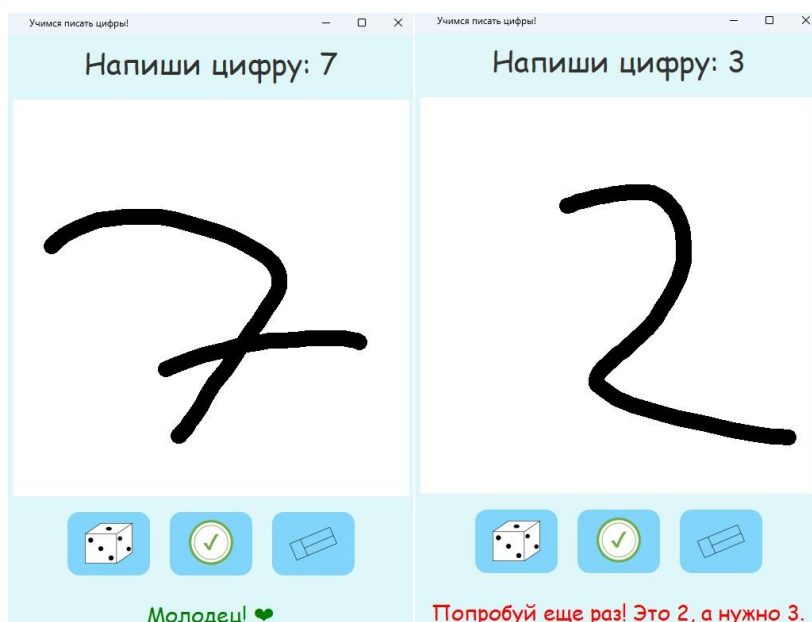 Учимся писать цифры!
Напиши цифру: 7
7
Молодец! ❤
Учимся писать цифры!
Напиши цифру: 3
2
Попробуй еще раз! Это 2, а нужно 3.